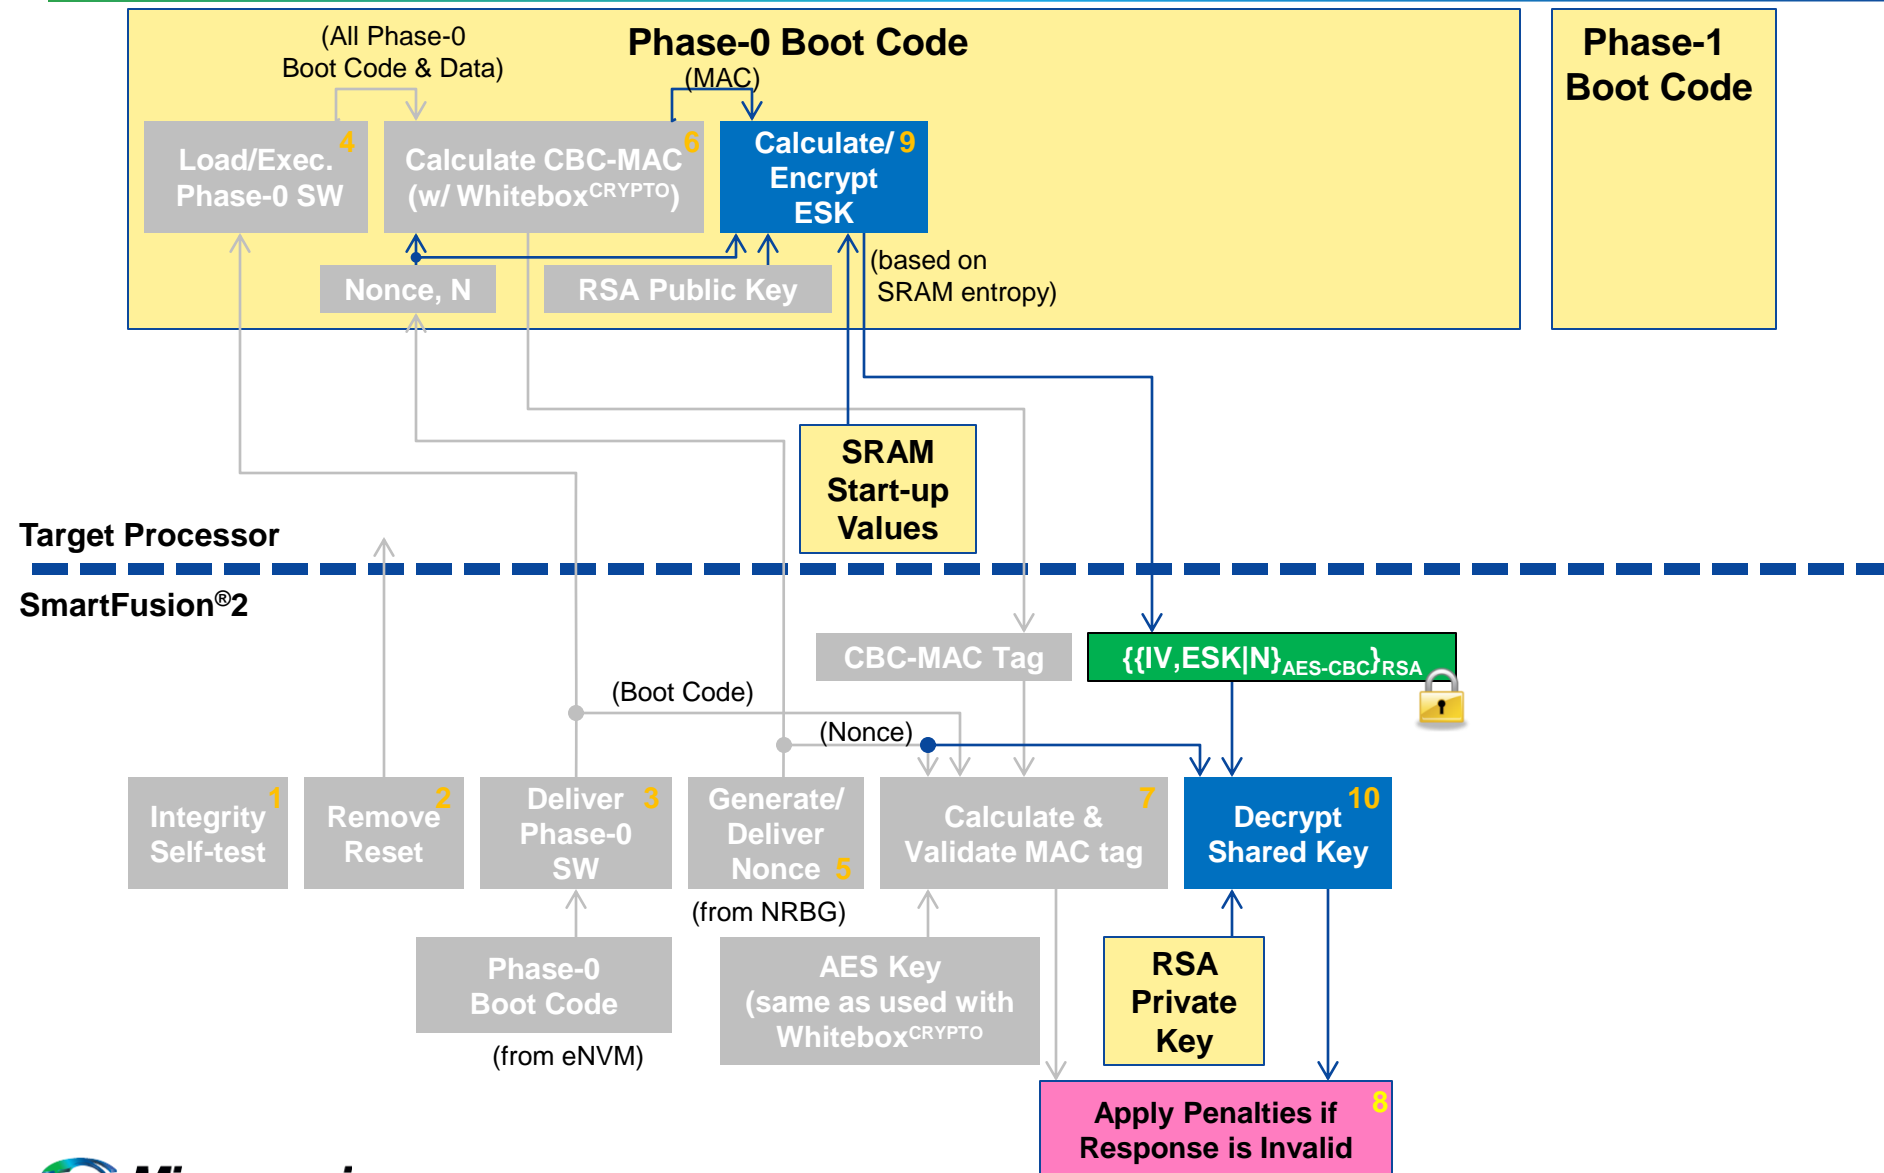 (All Phase-0
Boot Code & Data)
Phase-0 Boot Code
(MAC)
Phase-1
Boot Code
4
Load/Exec.
Phase-0 SW
6
Calculate CBC-MAC
(w/ WhiteboxCRYPTO)
9
Calculate/
Encrypt
ESK
Nonce, N
RSA Public Key
(based on
SRAM entropy)
SRAM
Start-up
Values
Target Processor
SmartFusion®2
CBC-MAC Tag
{{IV,ESK|N}AES-CBC}RSA
(Boot Code)
(Nonce)
1
Integrity
Self-test
2
Remove
Reset
3
Deliver
Phase-0
SW
Generate/
Deliver
Nonce 5
7
Calculate &
Validate MAC tag
10
Decrypt
Shared Key
(from NRBG)
Phase-0
Boot Code
(from eNVM)
AES Key
(same as used with
WhiteboxCRYPTO
RSA
Private
Key
8
Apply Penalties if
Response is Invalid